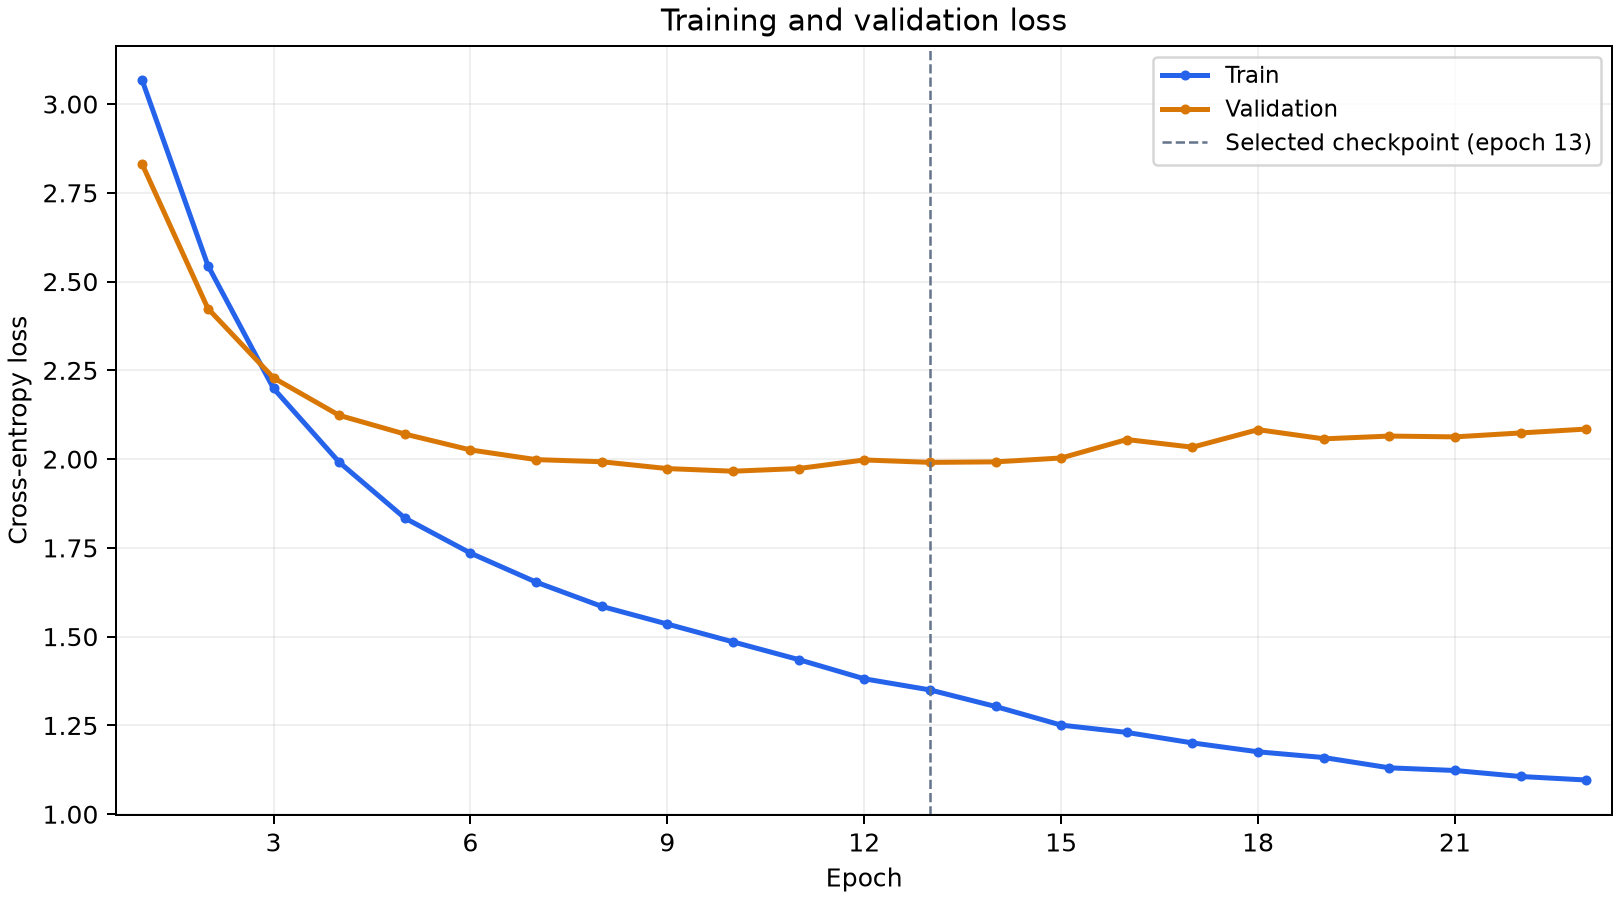 Training and validation loss
Train
Validation
Selected checkpoint (epoch 13)
Cross-entropy loss
3.00
2.75
2.50
2.25
2.00
1.75
1.50
1.25
1.00
3 6 9 12 15 18 21
Epoch